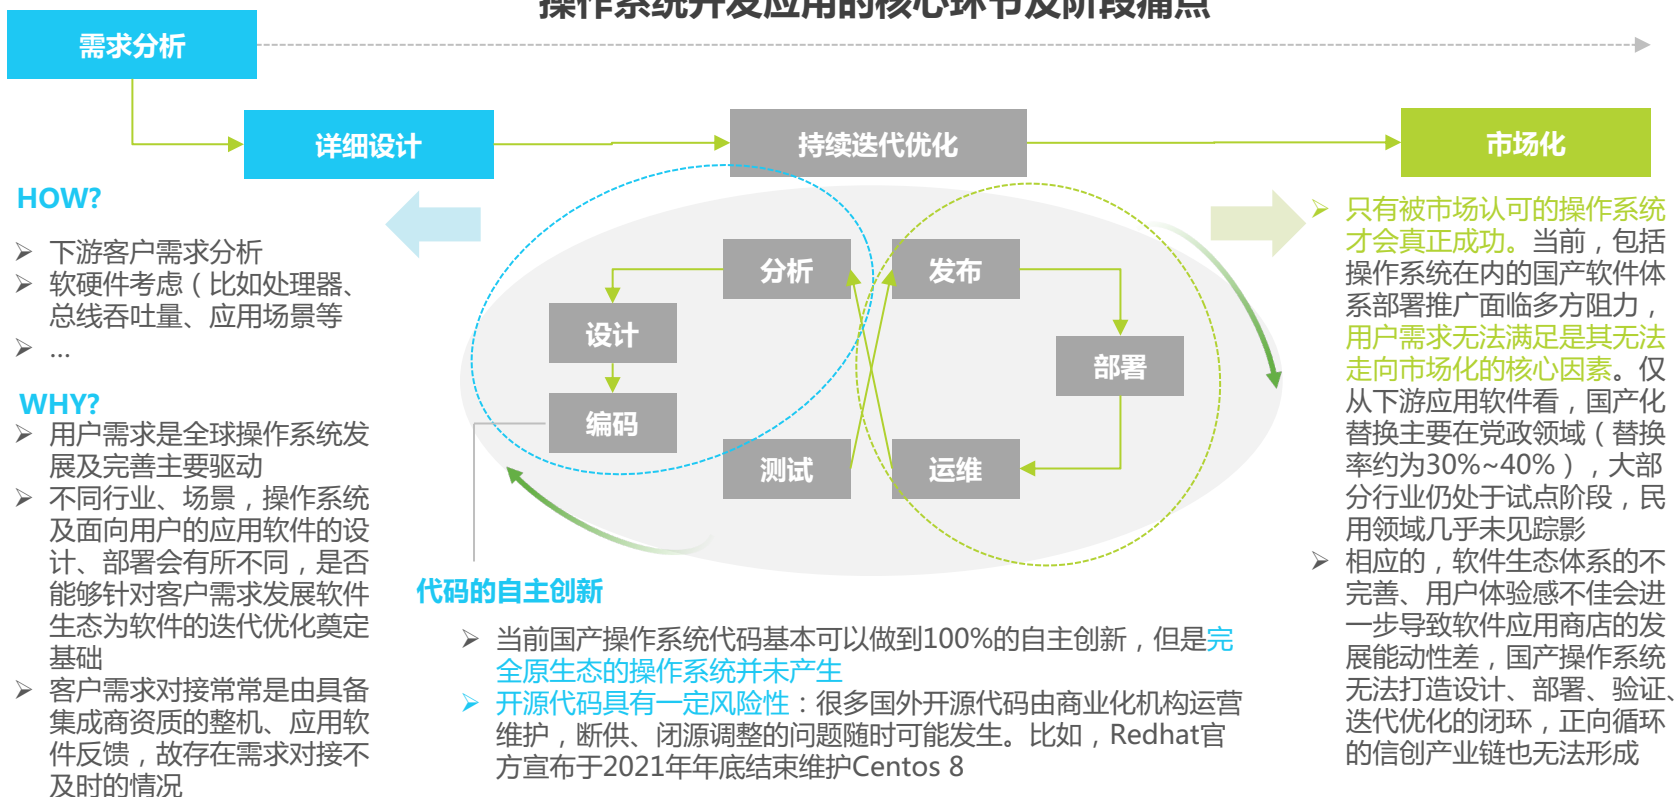 操作系统开发应用的核心环节及阶段痛点
需求分析
详细设计
持续迭代优化
市场化
HOW?
➢ 下游客户需求分析
➢ 软硬件考虑（比如处理器、
总线吞吐量、应用场景等
➢ ...
WHY?
➢ 用户需求是全球操作系统发
展及完善主要驱动
➢ 不同行业、场景，操作系统
及面向用户的应用软件的设
计、部署会有所不同，是否
能够针对客户需求发展软件
生态为软件的迭代优化奠定
基础
➢ 客户需求对接常常是由具备
集成商资质的整机、应用软
件反馈，故存在需求对接不
及时的情况
分析
发布
设计
部署
编码
测试
运维
代码的自主创新
➢ 当前国产操作系统代码基本可以做到100%的自主创新，但是完
全原生态的操作系统并未产生
➢ 开源代码具有一定风险性：很多国外开源代码由商业化机构运营
维护，断供、闭源调整的问题随时可能发生。比如，Redhat官
方宣布于2021年年底结束维护Centos 8
➢ 只有被市场认可的操作系统
才会真正成功。当前，包括
操作系统在内的国产软件体
系部署推广面临多方阻力，
用户需求无法满足是其无法
走向市场化的核心因素。仅
从下游应用软件看，国产化
替换主要在党政领域（替换
率约为30%~40%），大部
分行业仍处于试点阶段，民
用领域几乎未见踪影
➢ 相应的，软件生态体系的不
完善、用户体验感不佳会进
一步导致软件应用商店的发
展能动性差，国产操作系统
无法打造设计、部署、验证、
迭代优化的闭环，正向循环
的信创产业链也无法形成